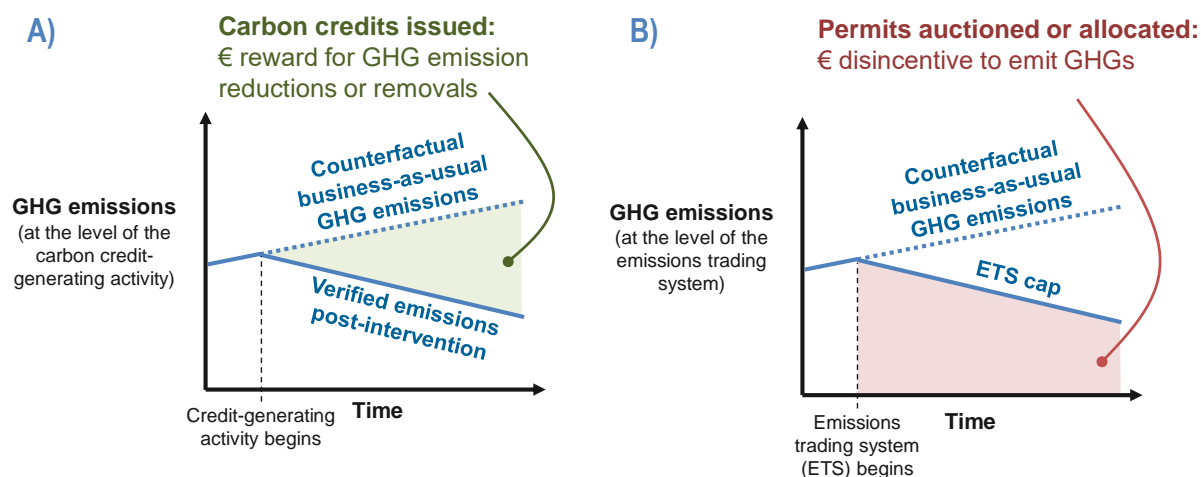 A)
Carbon credits issued:
€ reward for GHG emission
reductions or removals
Counterfactual
business-as-usual
GHG emissions
GHG emissions
(at the level of the
carbon credit-
generating activity)
Verified emissions
post-intervention
Time
Credit-generating
activity begins
B)
Permits auctioned or allocated:
€ disincentive to emit GHGs
Counterfactual
business-as-usual
GHG emissions
GHG emissions
(at the level of the
emissions trading
system)
ETS cap
Time
Emissions
trading system
(ETS) begins